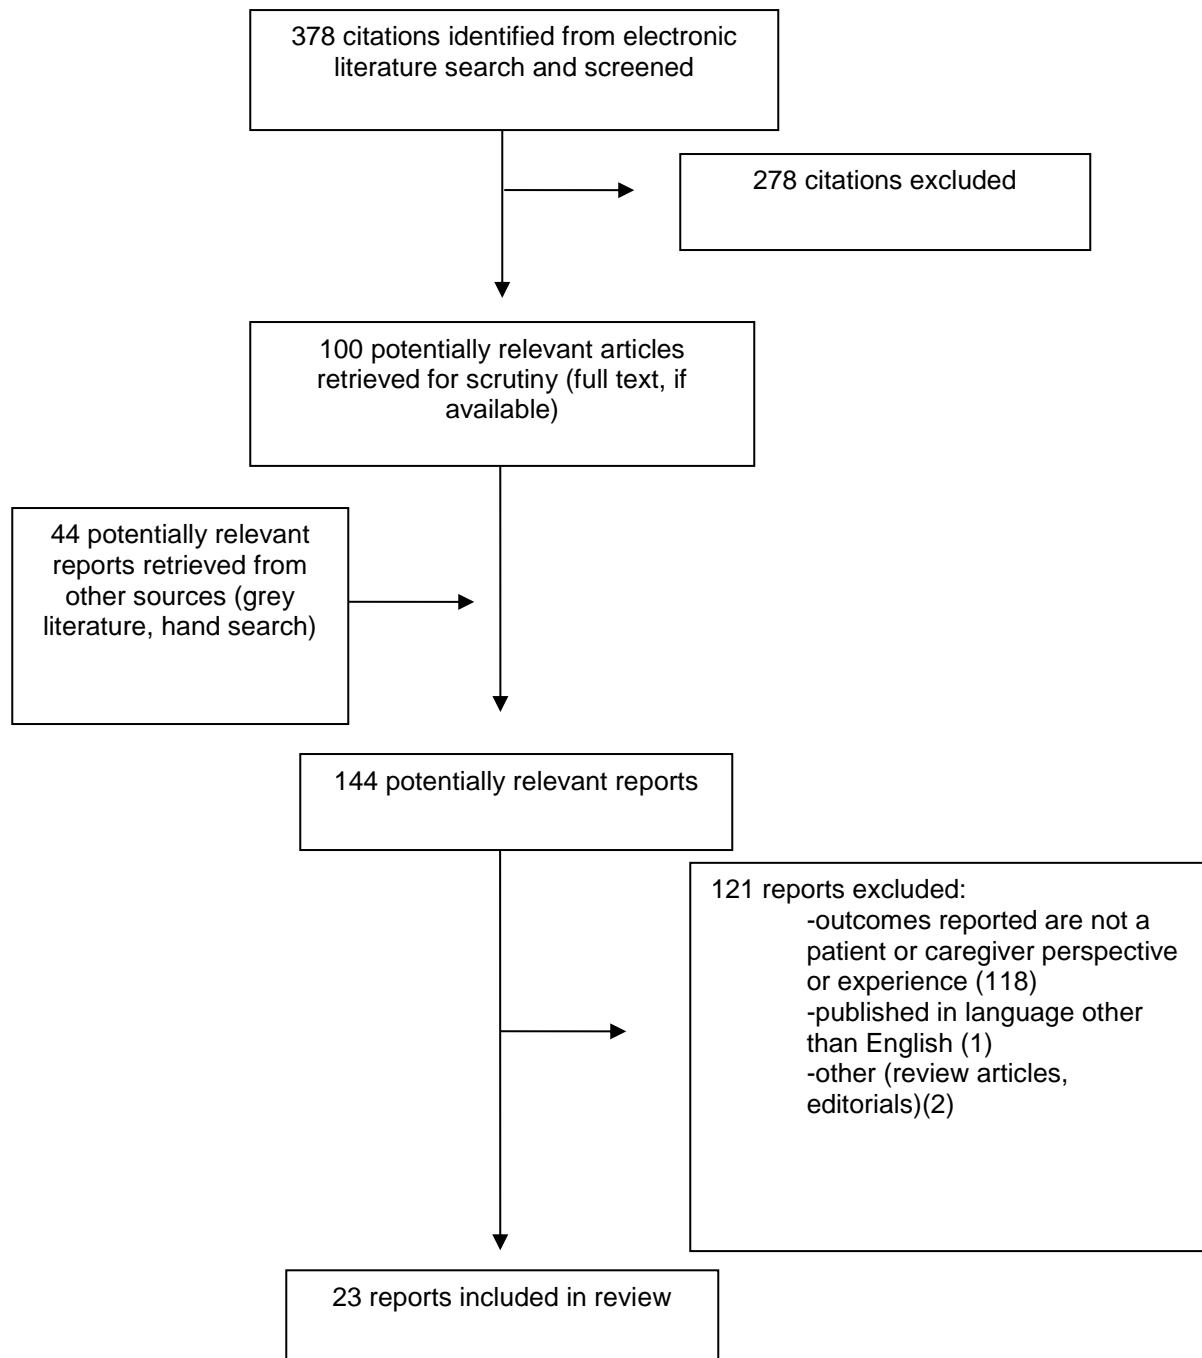 378 citations identified from electronic
literature search and screened
278 citations excluded
100 potentially relevant articles
retrieved for scrutiny (full text, if
available)
44 potentially relevant
reports retrieved from
other sources (grey
literature, hand search)
144 potentially relevant reports
121 reports excluded:
-outcomes reported are not a
patient or caregiver perspective
or experience (118)
-published in language other
than English (1)
-other (review articles,
editorials)(2)
23 reports included in review